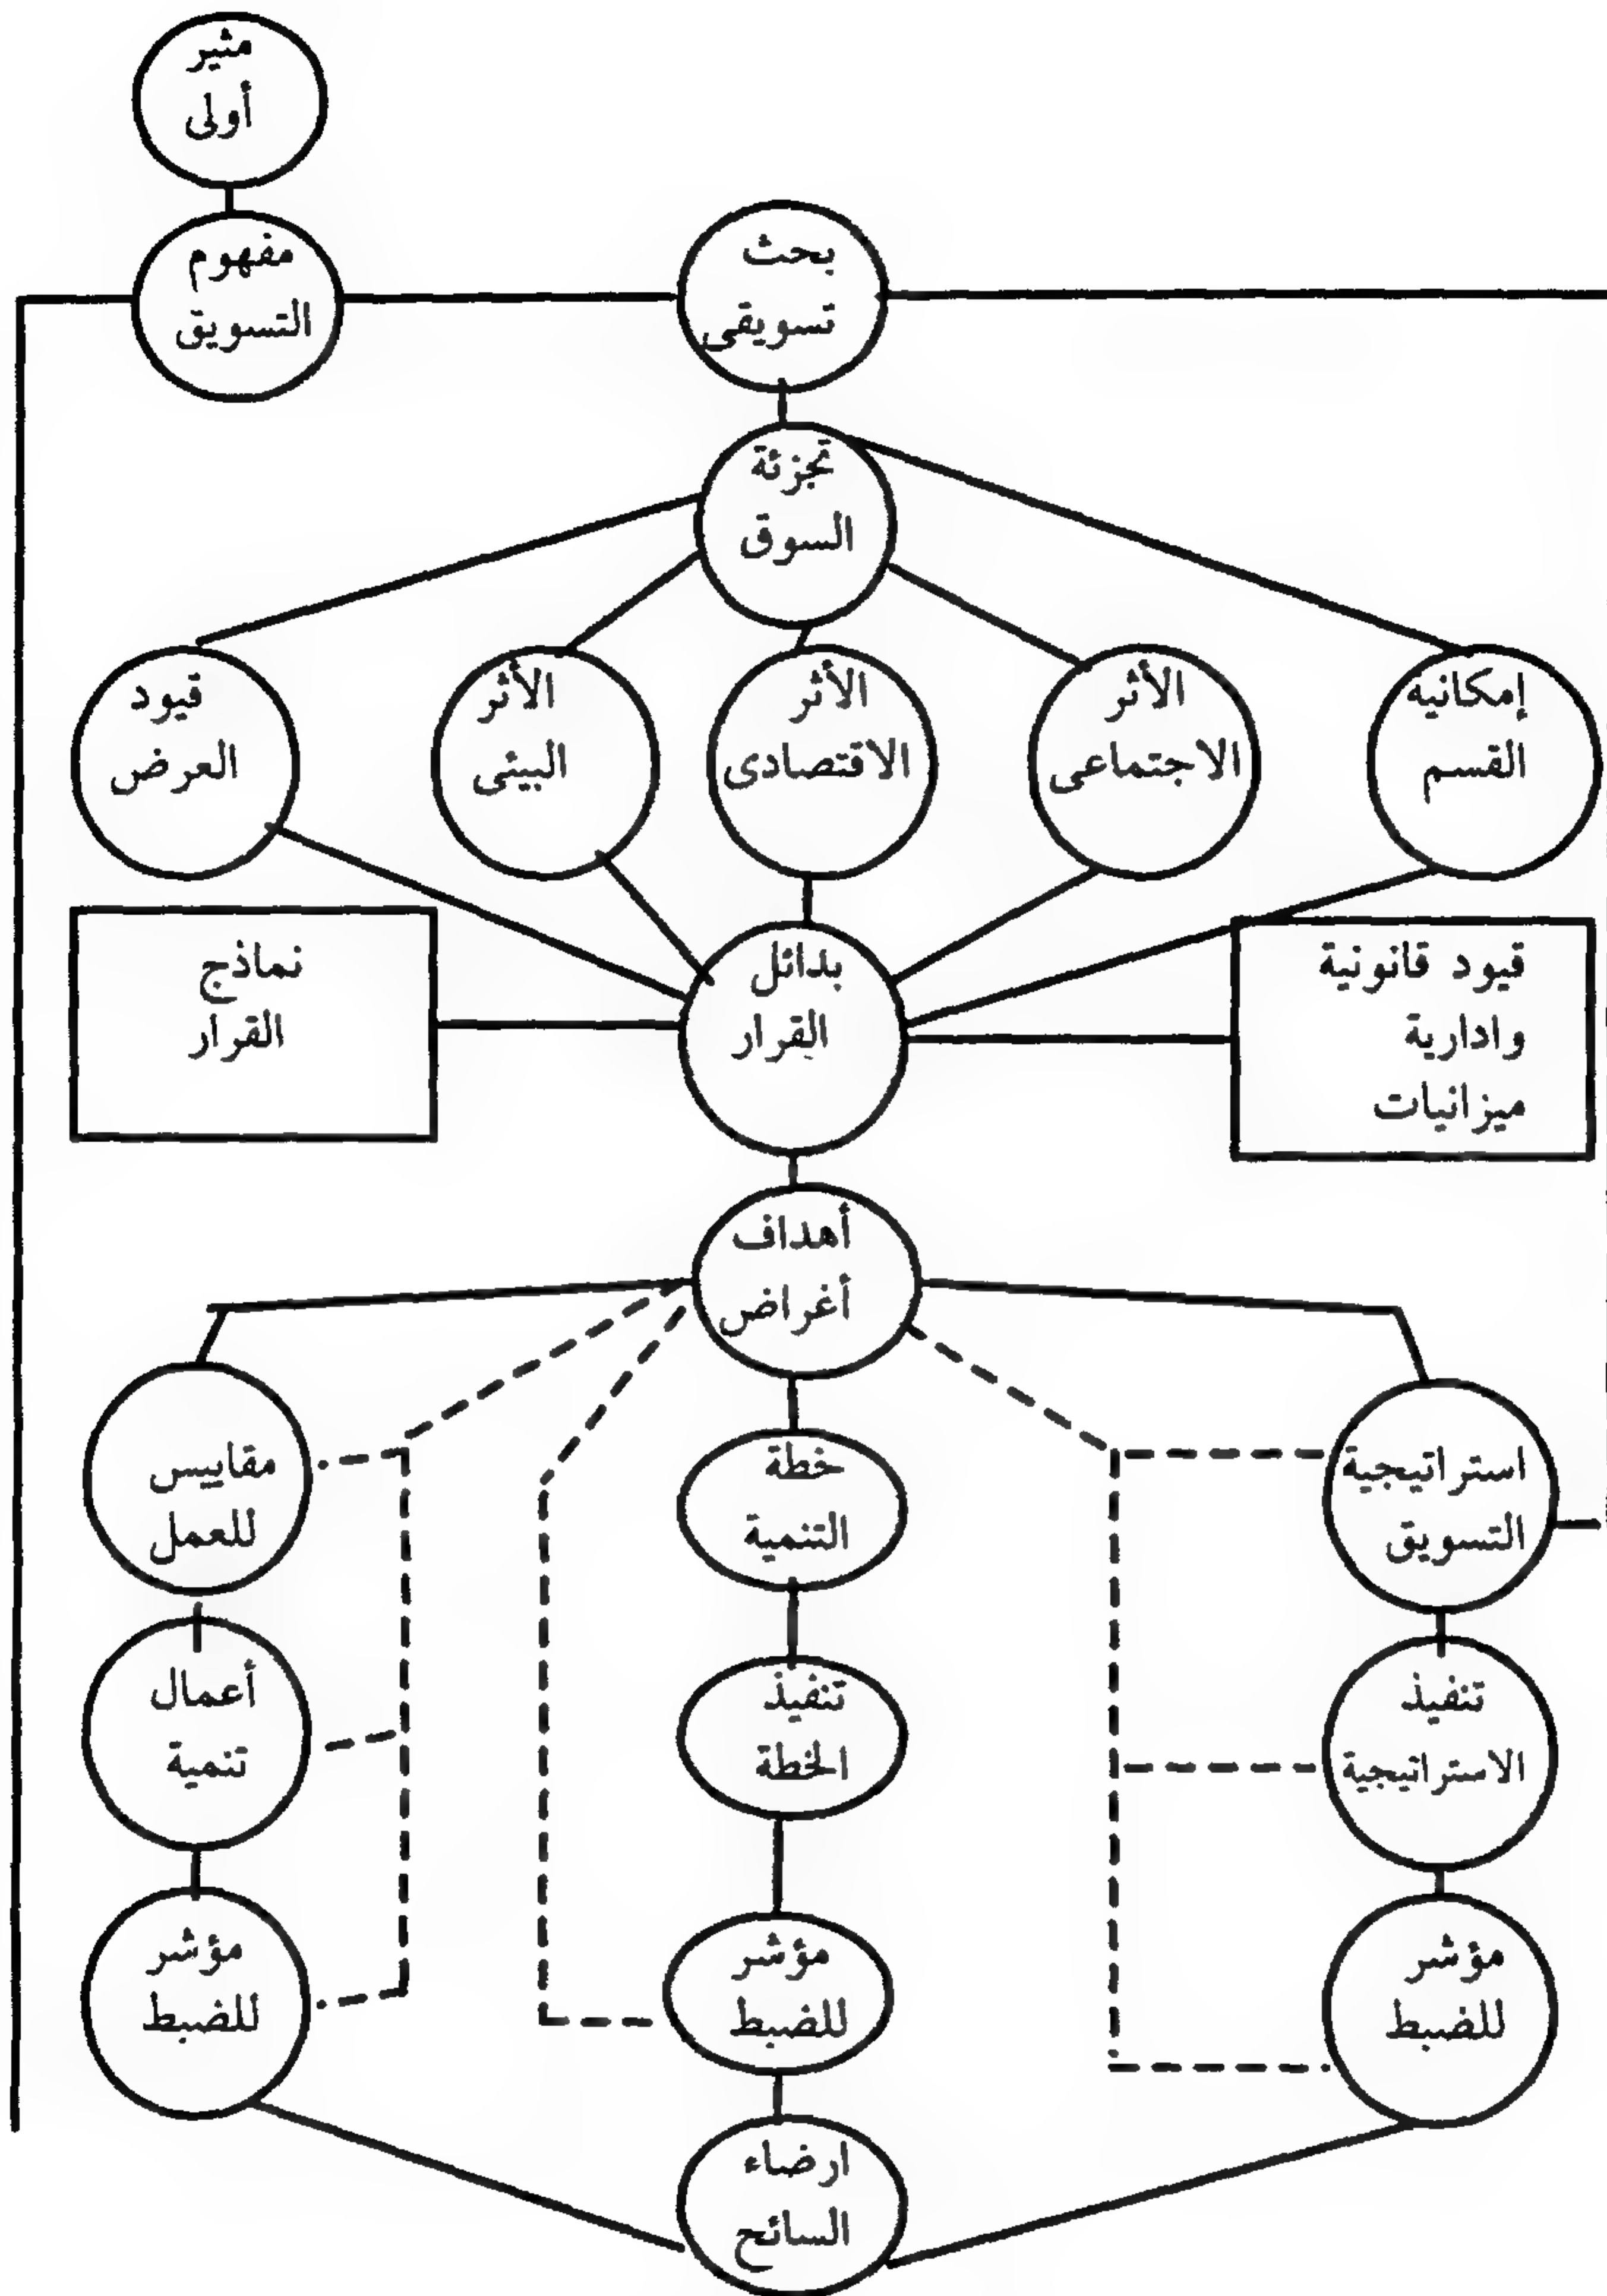 مثير
أولى
مفهوم
التسويق
بحث
تسويقى
تجزئة
السوق
إمكانيه
القسم
الأثر
الاجتماعى
الأثر
الاقتصادى
الأثر
البيئى
قيود
العرض
قيود قانونية
وادارية
ميزانيات
بدائل
القرار
نماذج
القرار
أهداف
أغراض
استراتيجية
التسويق
خطة
التنمية
مقاييس
للعمل
تنفيذ
الاستراتيجية
تنفيذ
الخطة
أعمال
تنمية
مؤشر
للضبط
مؤشر
للضبط
مؤشر
للضبط
ارضاء
السائح